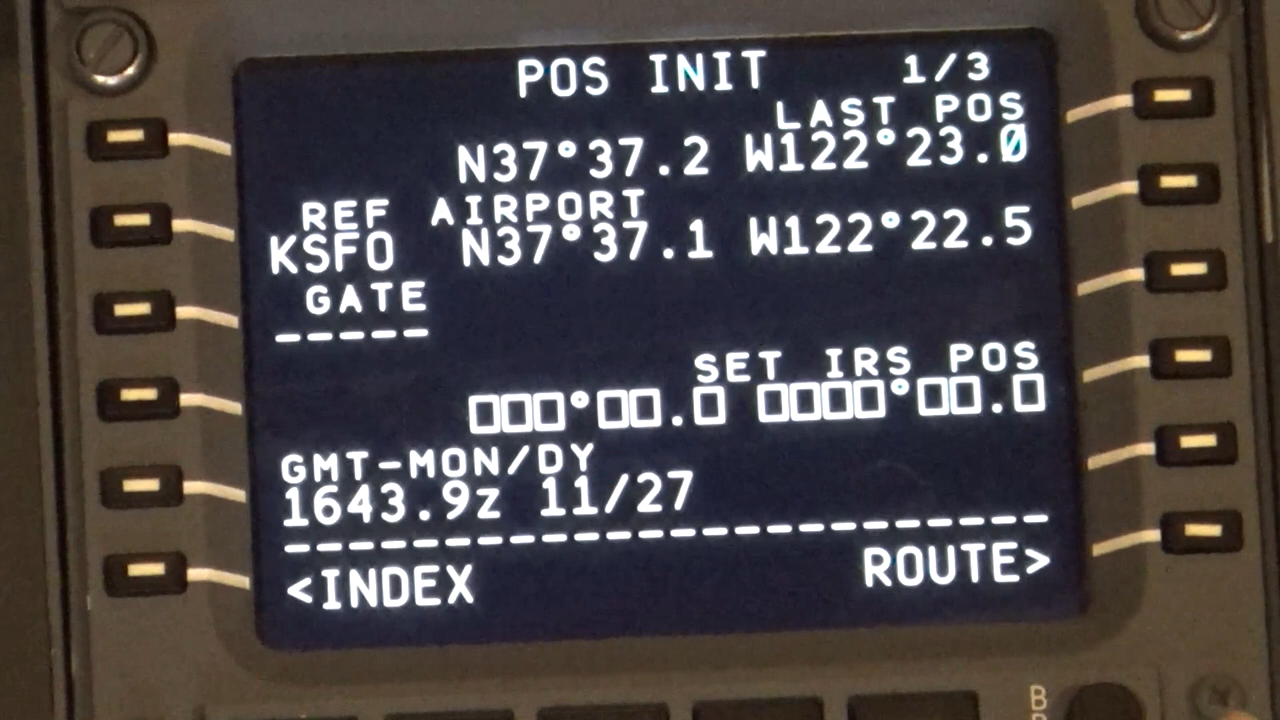 POS INIT 1/3
LAST POS
N37°37.2 W122°23.0
REF AIRPORT
KSFO N37°37.1 W122°22.5
GATE
-----
SET IRS POS
□□□°□□.□ □□□□°□□.□
GMT-MON/DY
1643.9z 11/27
------------------------
<INDEX ROUTE>
B